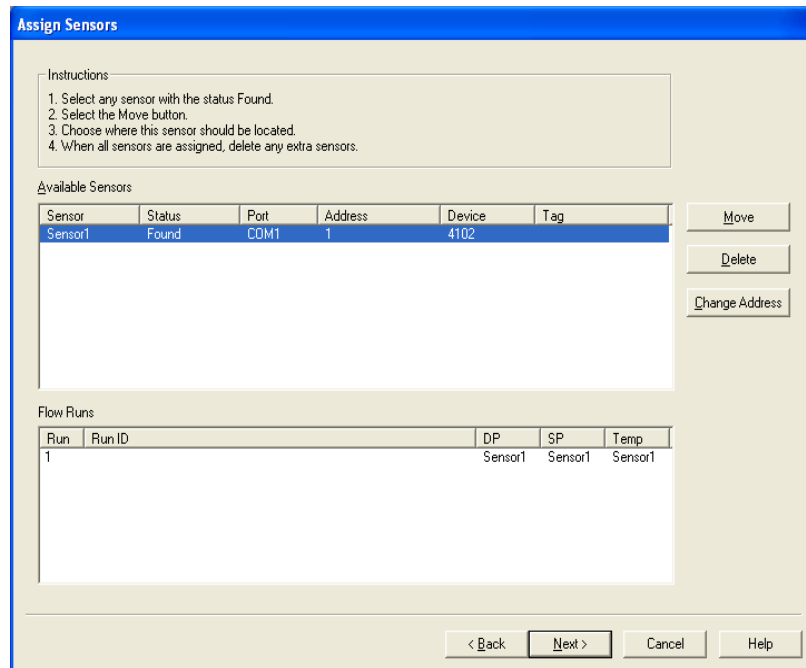 Assign Sensors
Instructions
1. Select any sensor with the status Found.
2. Select the Move button.
3. Choose where this sensor should be located.
4. When all sensors are assigned, delete any extra sensors.
Available Sensors
Sensor Status Port Address Device Tag
Sensor1 Found COM1 1 4102
Move
Delete
Change Address
Flow Runs
Run Run ID DP SP Temp
1 Sensor1 Sensor1 Sensor1
< Back Next > Cancel Help